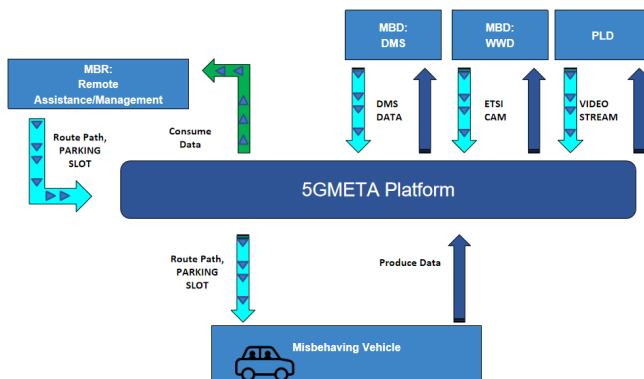 MBD:
DMS
MBD:
WWD
PLD
MBR:
Remote
Assistance/Management
DMS
DATA
ETSI
CAM
VIDEO
STREAM
Route Path,
PARKING
SLOT
Consume
Data
5GMETA Platform
Route Path,
PARKING
SLOT
Produce Data
Misbehaving Vehicle